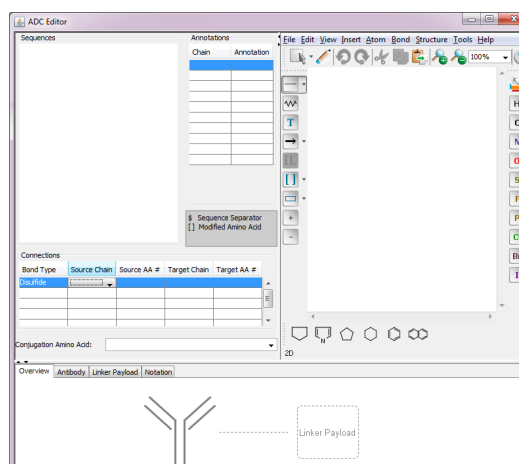 ADC Editor
Sequences
Annotations
Chain Annotation
$ Sequence Separator
[ ] Modified Amino Acid
Connections
Bond Type Source Chain Source AA # Target Chain Target AA #
Disulfide
Conjugation Amino Acid:
File Edit View Insert Atom Bond Structure Tools Help
100%
T
N
2D
Overview Antibody Linker Payload Notation
Linker Payload